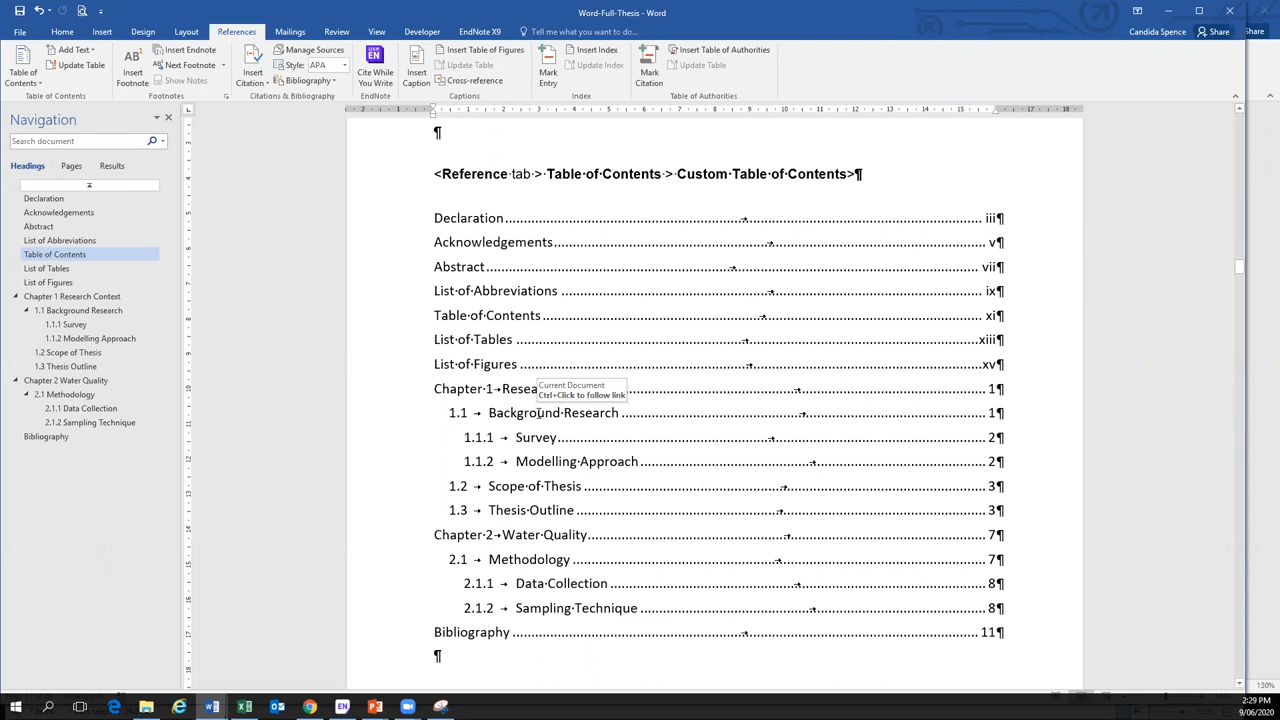 Word-Full-Thesis - Word
Candida Spence
Share
Share
File Home Insert Design Layout References Mailings Review View Developer EndNote X9 Tell me what you want to do...
Table of Contents
Add Text
Update Table
Table of Contents
AB¹
Insert Footnote
Insert Endnote
Next Footnote
Show Notes
Footnotes
Insert Citation
Manage Sources
Style: APA
Bibliography
Citations & Bibliography
EN
Cite While You Write
EndNote
Insert Caption
Insert Table of Figures
Update Table
Cross-reference
Captions
Mark Entry
Insert Index
Update Index
Index
Mark Citation
Insert Table of Authorities
Update Table
Table of Authorities
Navigation
Search document
Headings Pages Results
Declaration
Acknowledgements
Abstract
List of Abbreviations
Table of Contents
List of Tables
List of Figures
Chapter 1 Research Context
1.1 Background Research
1.1.1 Survey
1.1.2 Modelling Approach
1.2 Scope of Thesis
1.3 Thesis Outline
Chapter 2 Water Quality
2.1 Methodology
2.1.1 Data Collection
2.1.2 Sampling Technique
Bibliography
¶
<Reference·tab·>·Table·of·Contents·>·Custom·Table·of·Contents>¶
Declaration → iii¶
Acknowledgements → v¶
Abstract → vii¶
List·of·Abbreviations → ix¶
Table·of·Contents → xi¶
List·of·Tables → xiii¶
List·of·Figures → xv¶
Current Document
Ctrl+Click to follow link
Chapter·1→Resea → 1¶
1.1 → Background·Research → 1¶
1.1.1 → Survey → 2¶
1.1.2 → Modelling·Approach → 2¶
1.2 → Scope·of·Thesis → 3¶
1.3 → Thesis·Outline → 3¶
Chapter·2→Water·Quality → 7¶
2.1 → Methodology → 7¶
2.1.1 → Data·Collection → 8¶
2.1.2 → Sampling·Technique → 8¶
Bibliography → 11¶
¶
130%
2:29 PM
9/06/2020